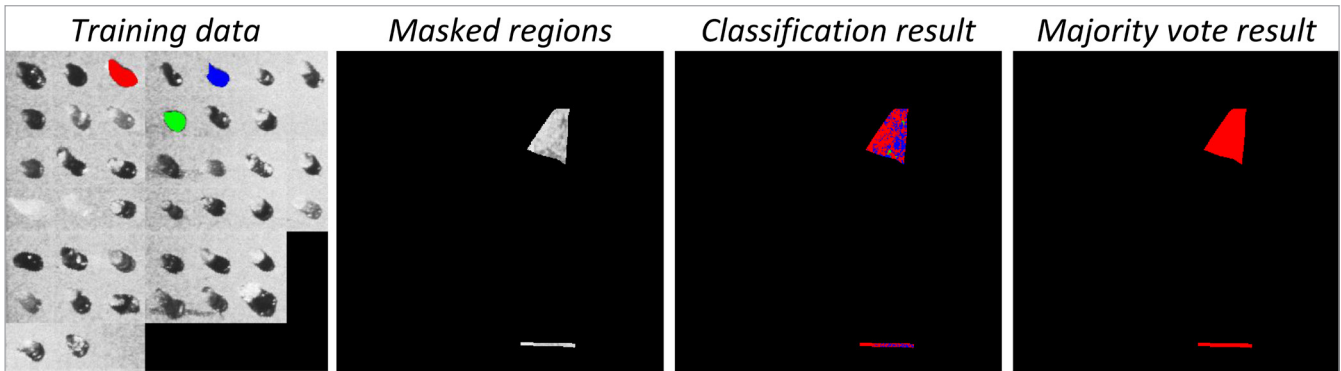 Training data
Masked regions
Classification result
Majority vote result